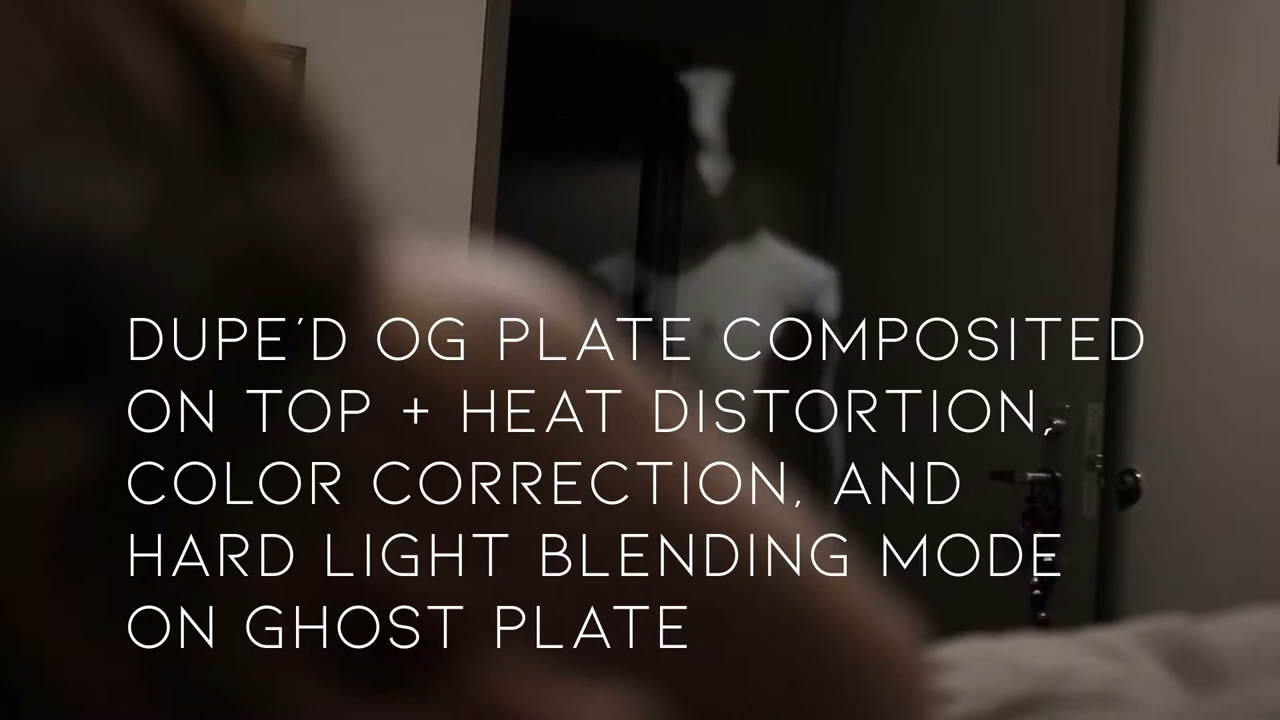 DUPE'D OG PLATE COMPOSITED
ON TOP + HEAT DISTORTION,
COLOR CORRECTION, AND
HARD LIGHT BLENDING MODE
ON GHOST PLATE